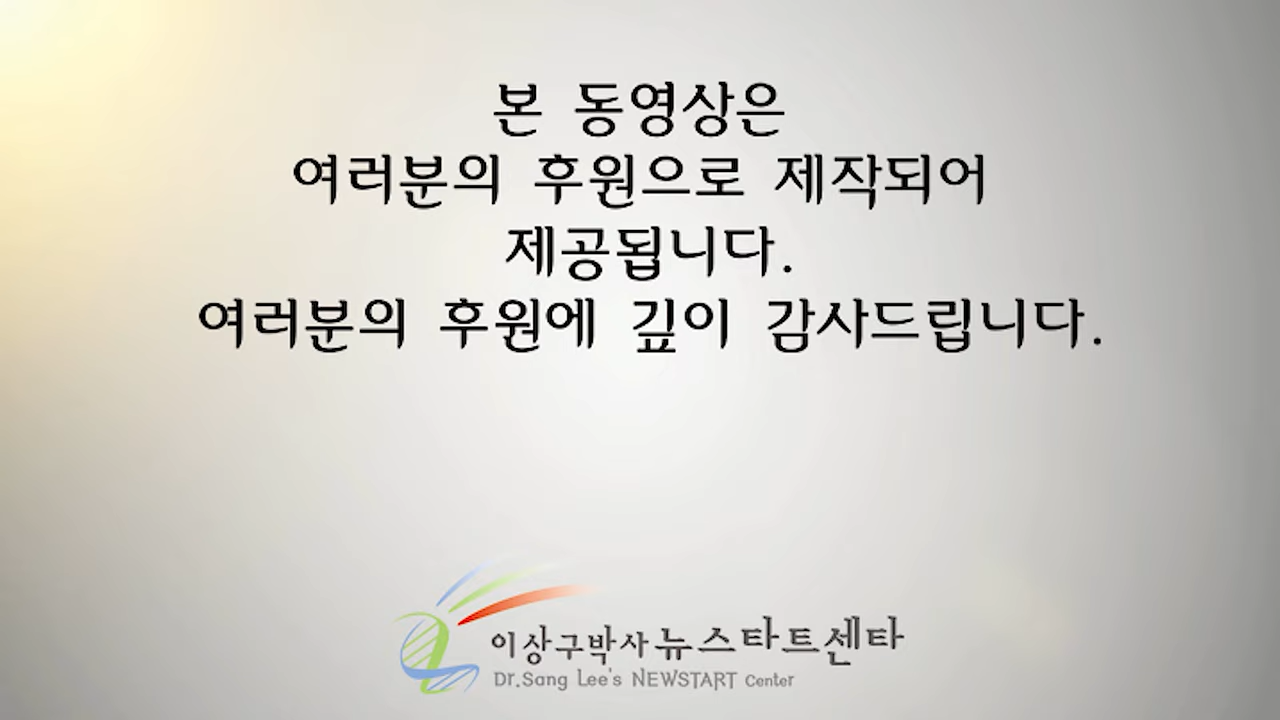 본 동영상은
여러분의 후원으로 제작되어
제공됩니다.
여러분의 후원에 깊이 감사드립니다.
이상구박사 뉴스타트센타
Dr.Sang Lee's NEWSTART Center